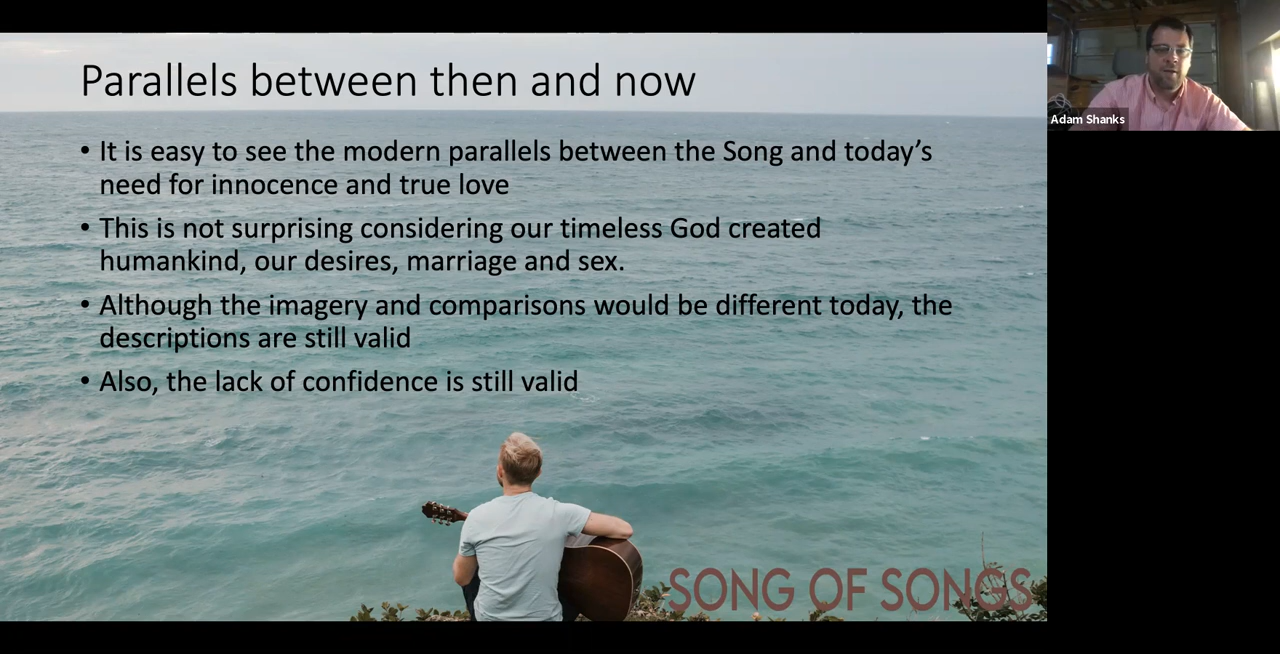 Parallels between then and now
• It is easy to see the modern parallels between the Song and today’s
need for innocence and true love
• This is not surprising considering our timeless God created
humankind, our desires, marriage and sex.
• Although the imagery and comparisons would be different today, the
descriptions are still valid
• Also, the lack of confidence is still valid
SONG OF SONGS
Adam Shanks